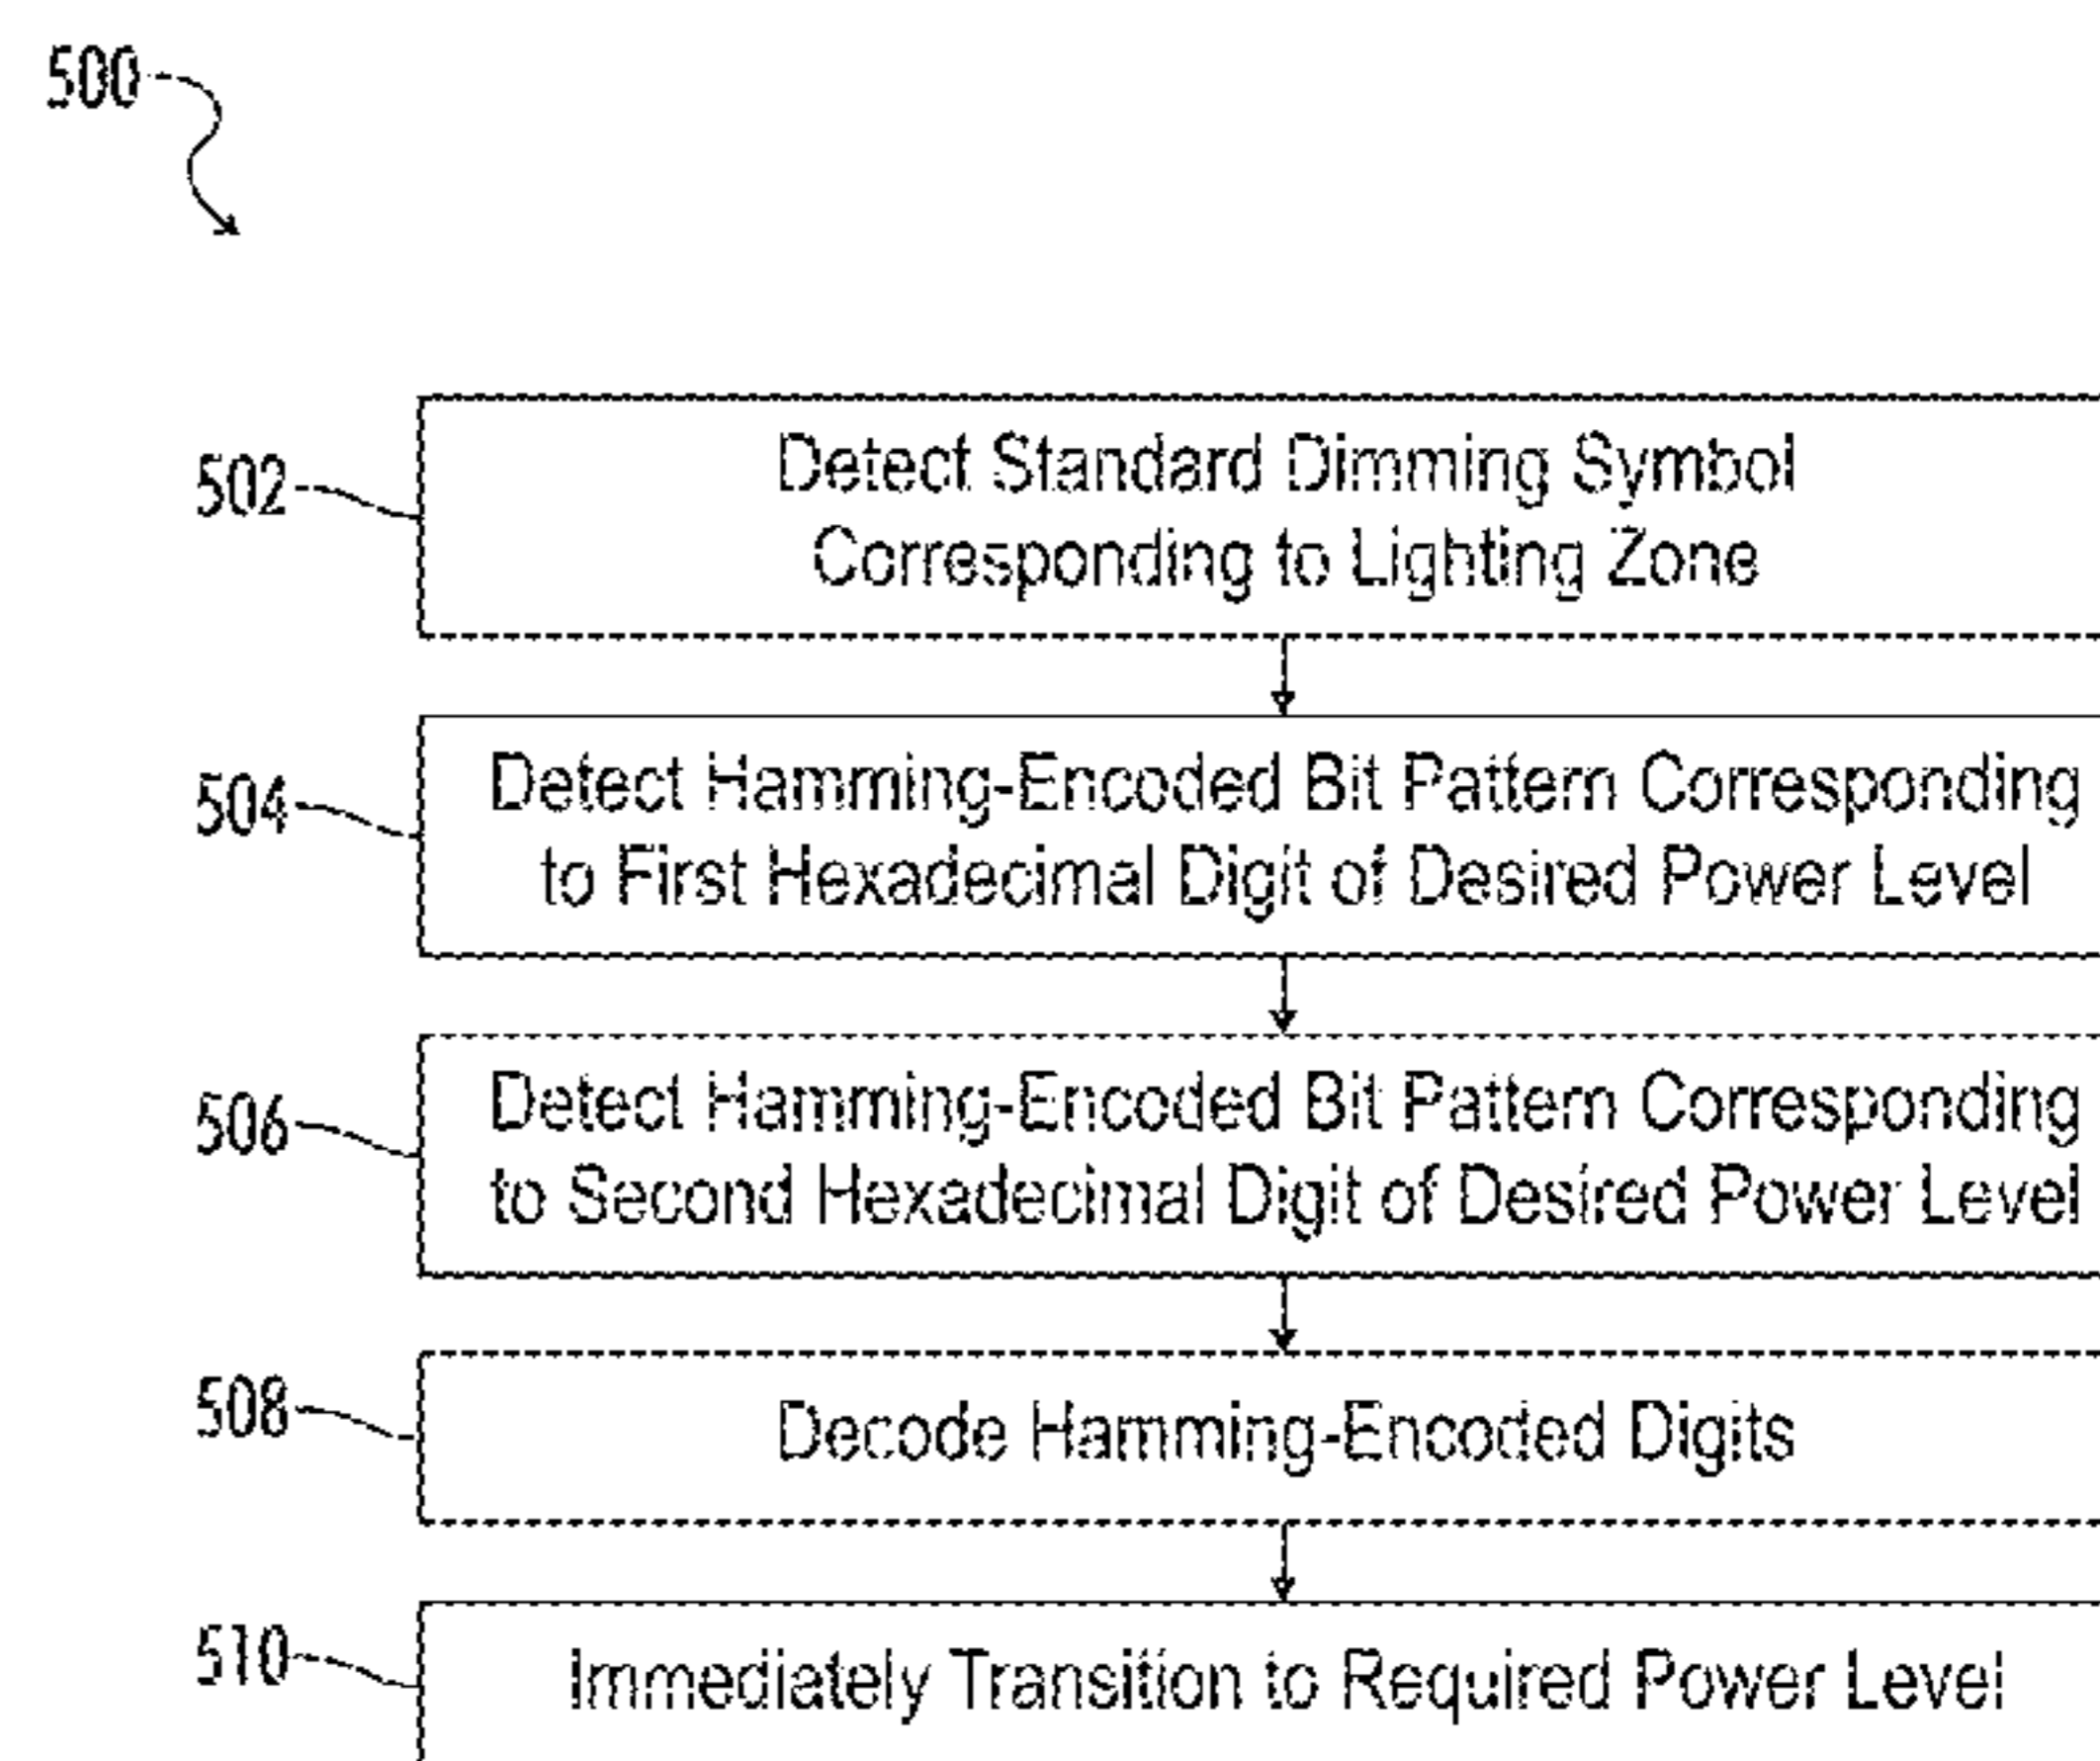 500
502
Detect Standard Dimming Symbol
Corresponding to Lighting Zone
504
Detect Hamming-Encoded Bit Pattern Corresponding
to First Hexadecimal Digit of Desired Power Level
506
Detect Hamming-Encoded Bit Pattern Corresponding
to Second Hexadecimal Digit of Desired Power Level
508
Decode Hamming-Encoded Digits
510
Immediately Transition to Required Power Level